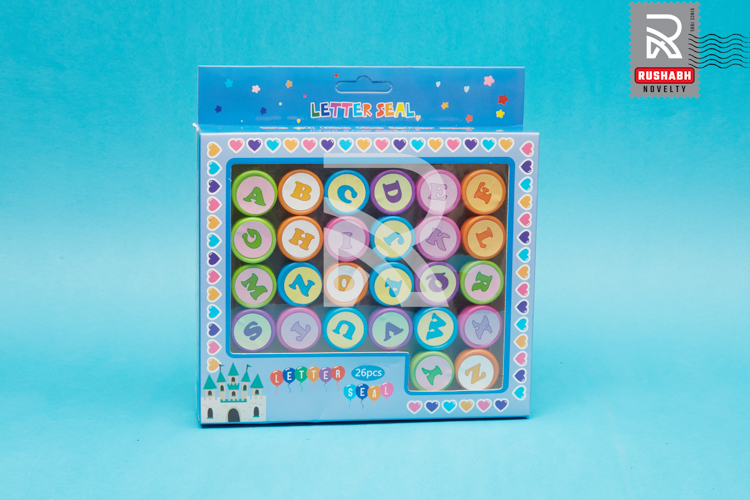 RUSHABH
NOVELTY
LETTER SEAL
A B C D E F
G H I J K L
M N O P Q R
S T U V W X
Y Z
LETTER 26pcs
SEAL